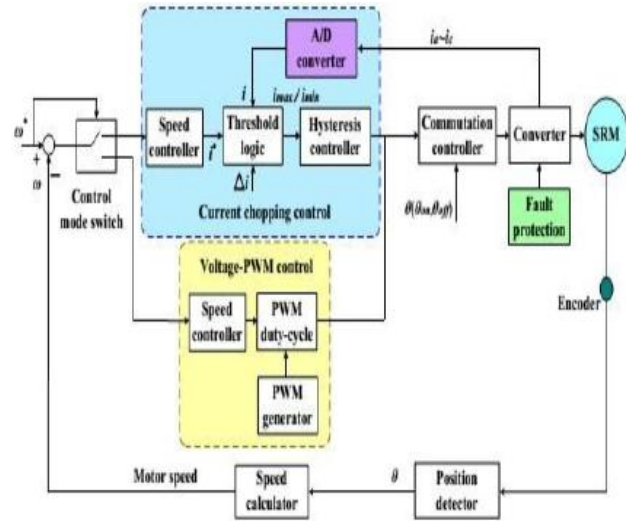 A/D
converter
ia~ic
i
imax/ imin
ω*
+
ω
−
Speed
controller
i*
Threshold
logic
Hysteresis
controller
Commutation
controller
Converter
SRM
Control
mode switch
Δi
Current chopping control
θ(θon,θoff)
Fault
protection
Voltage-PWM control
Speed
controller
PWM
duty-cycle
Encoder
PWM
generator
Motor speed
Speed
calculator
θ
Position
detector